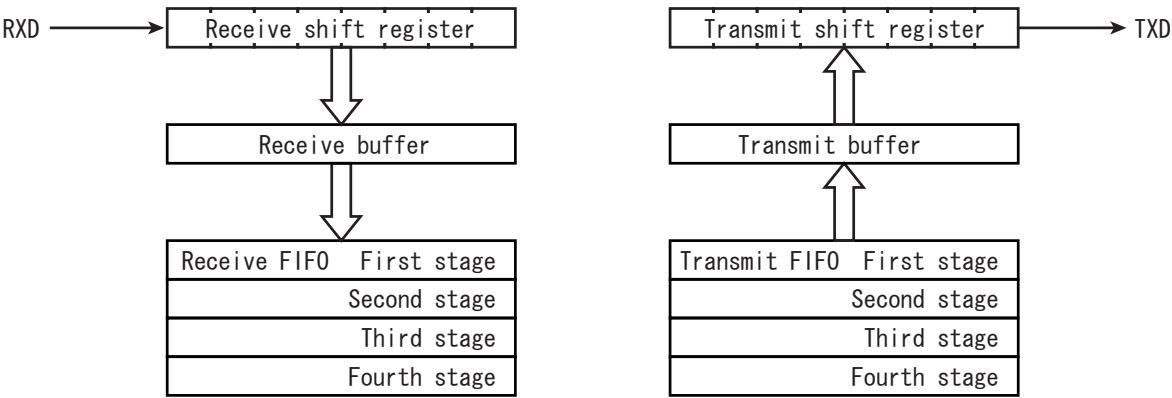 RXD
Receive shift register
Receive buffer
Receive FIFO First stage
Second stage
Third stage
Fourth stage
Transmit shift register
TXD
Transmit buffer
Transmit FIFO First stage
Second stage
Third stage
Fourth stage